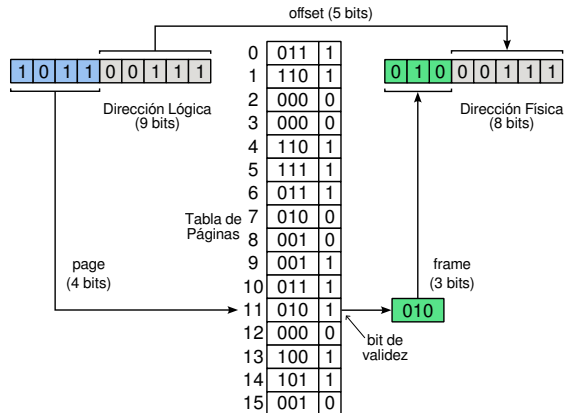 offset (5 bits)
1 0 1 1 0 0 1 1 1
Dirección Lógica
(9 bits)
0 1 0 0 0 1 1 1
Dirección Física
(8 bits)
0 011 1
1 110 1
2 000 0
3 000 0
4 110 1
5 111 1
6 011 1
7 010 0
8 001 0
9 001 1
10 011 1
11 010 1
12 000 0
13 100 1
14 101 1
15 001 0
Tabla de
Páginas
page
(4 bits)
frame
(3 bits)
010
bit de
validez